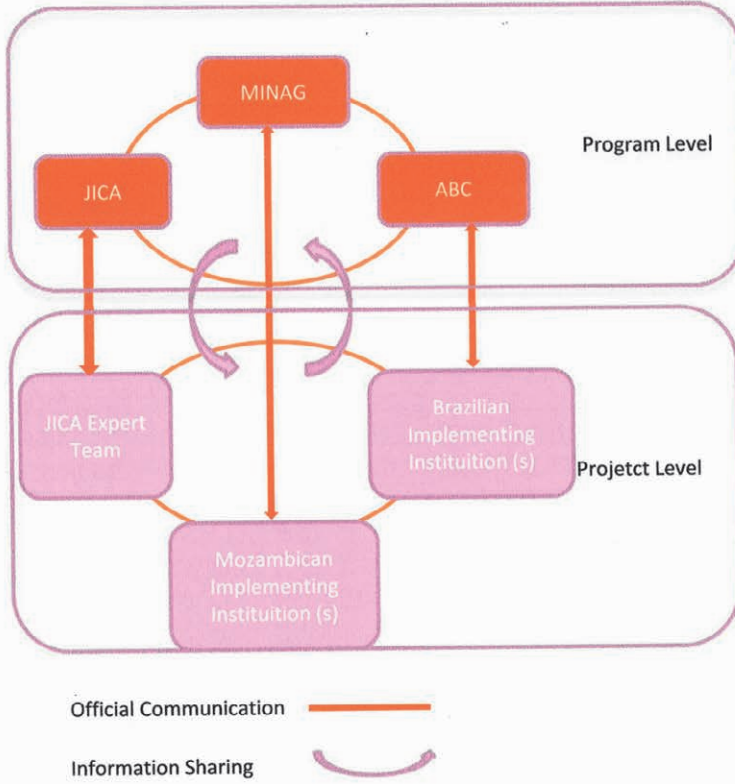 MINAG
Program Level
JICA
ABC
JICA Expert
Team
Brazilian
Implementing
Instituition (s)
Projetct Level
Mozambican
Implementing
Instituition (s)
Official Communication
Information Sharing